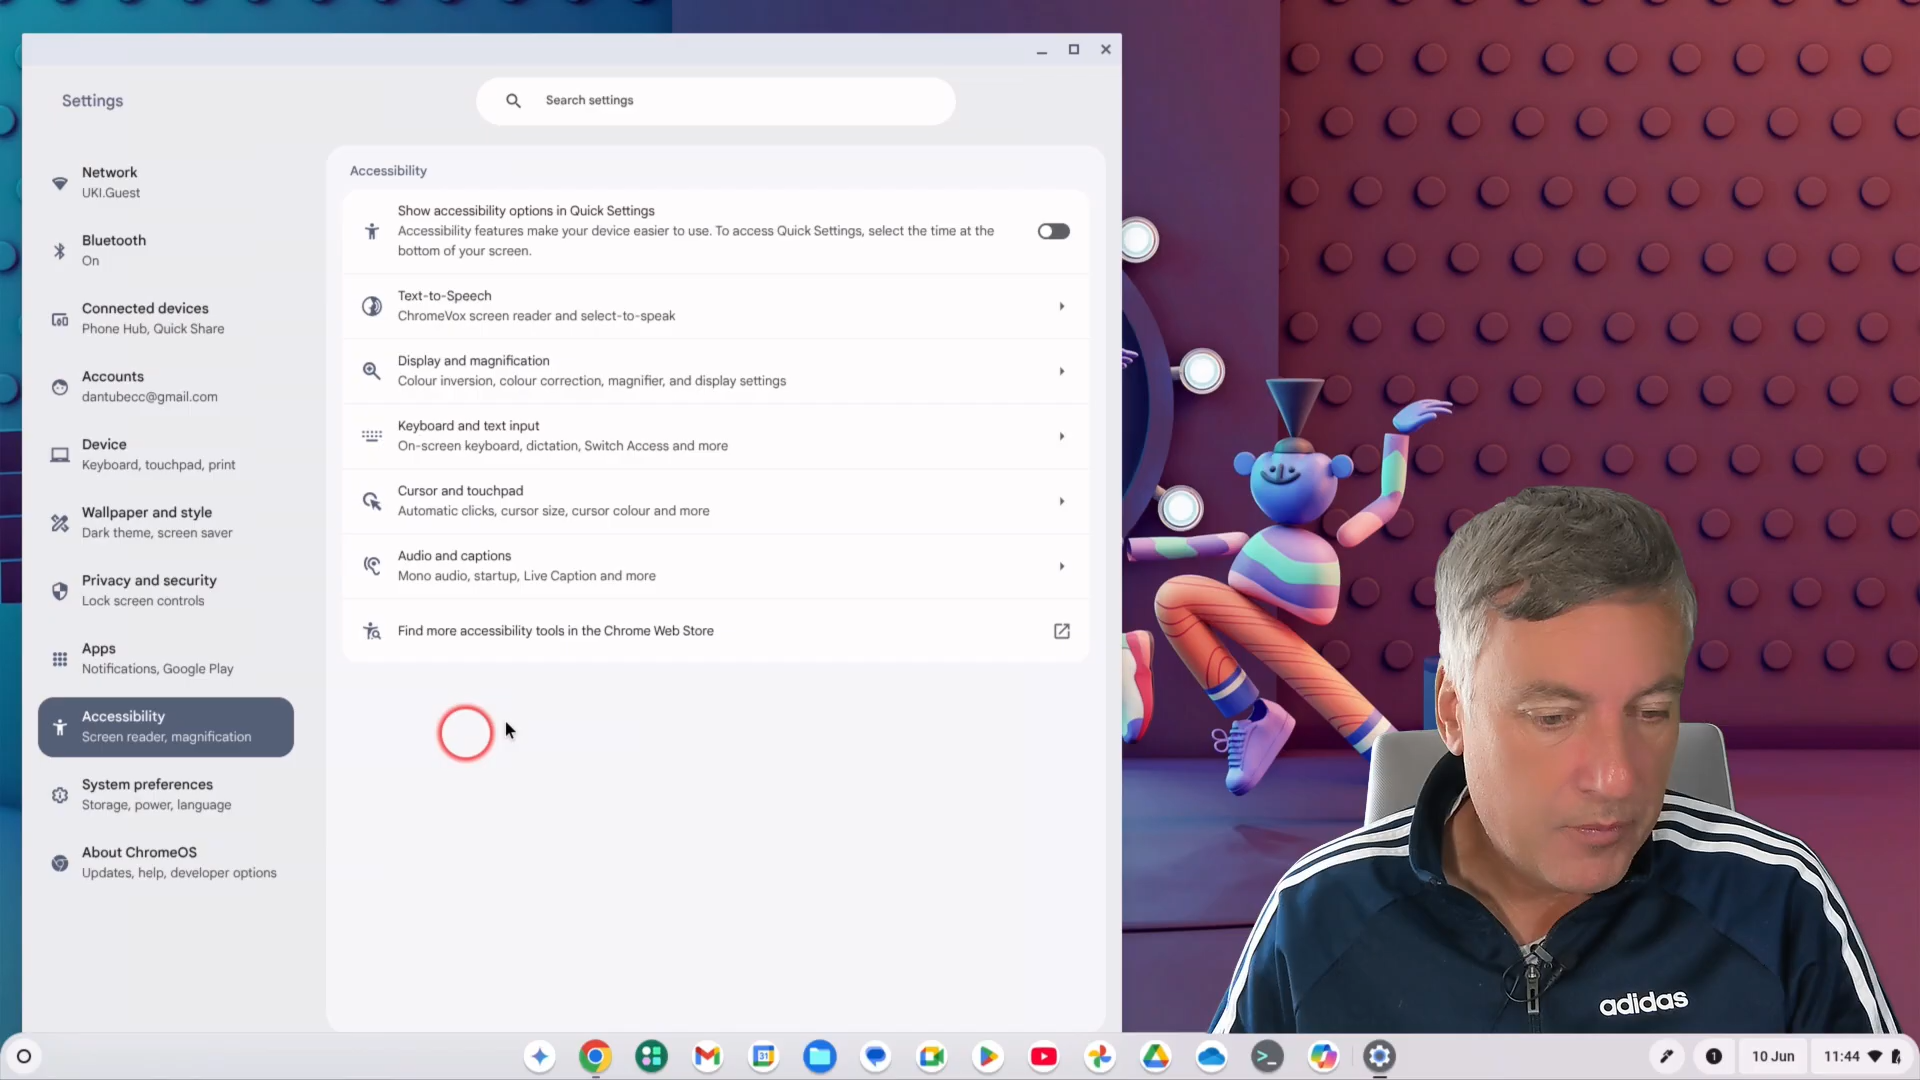 Settings
Search settings
Network
UKI.Guest
Bluetooth
On
Connected devices
Phone Hub, Quick Share
Accounts
dantubecc@gmail.com
Device
Keyboard, touchpad, print
Wallpaper and style
Dark theme, screen saver
Privacy and security
Lock screen controls
Apps
Notifications, Google Play
Accessibility
Screen reader, magnification
System preferences
Storage, power, language
About ChromeOS
Updates, help, developer options
Accessibility
Show accessibility options in Quick Settings
Accessibility features make your device easier to use. To access Quick Settings, select the time at the
bottom of your screen.
Text-to-Speech
ChromeVox screen reader and select-to-speak
Display and magnification
Colour inversion, colour correction, magnifier, and display settings
Keyboard and text input
On-screen keyboard, dictation, Switch Access and more
Cursor and touchpad
Automatic clicks, cursor size, cursor colour and more
Audio and captions
Mono audio, startup, Live Caption and more
Find more accessibility tools in the Chrome Web Store
adidas
31
>_
1
10 Jun
11:44